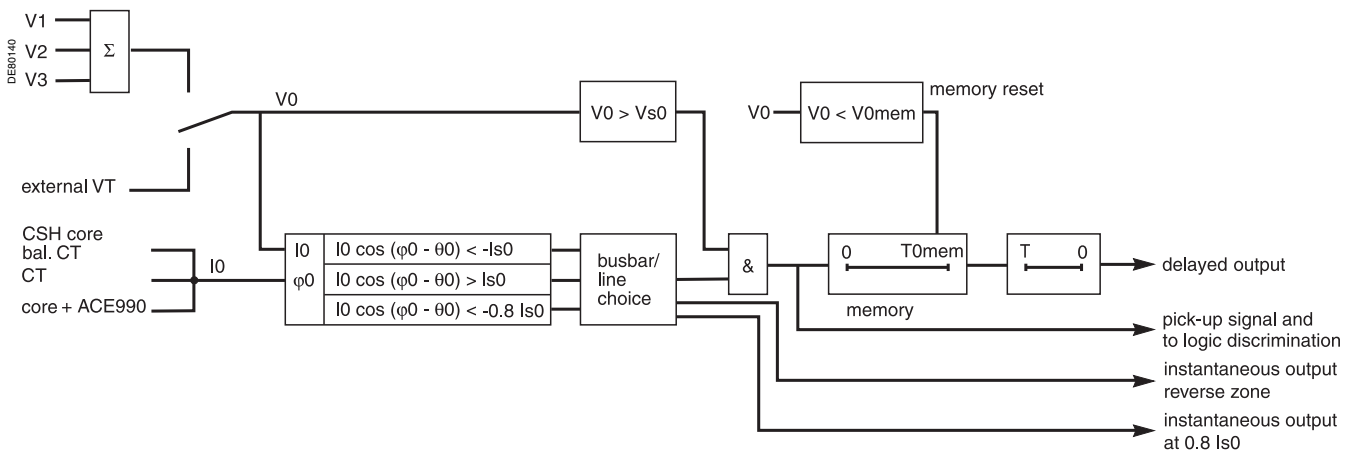 DE80140
V1
V2
V3
Σ
V0
V0 > Vs0
V0
V0 < V0mem
memory reset
external VT
CSH core
bal. CT
CT
core + ACE990
I0
I0
φ0
I0 cos (φ0 - θ0) < -Is0
I0 cos (φ0 - θ0) > Is0
I0 cos (φ0 - θ0) < -0.8 Is0
busbar/
line
choice
&
0 T0mem
memory
T 0
delayed output
pick-up signal and
to logic discrimination
instantaneous output
reverse zone
instantaneous output
at 0.8 Is0